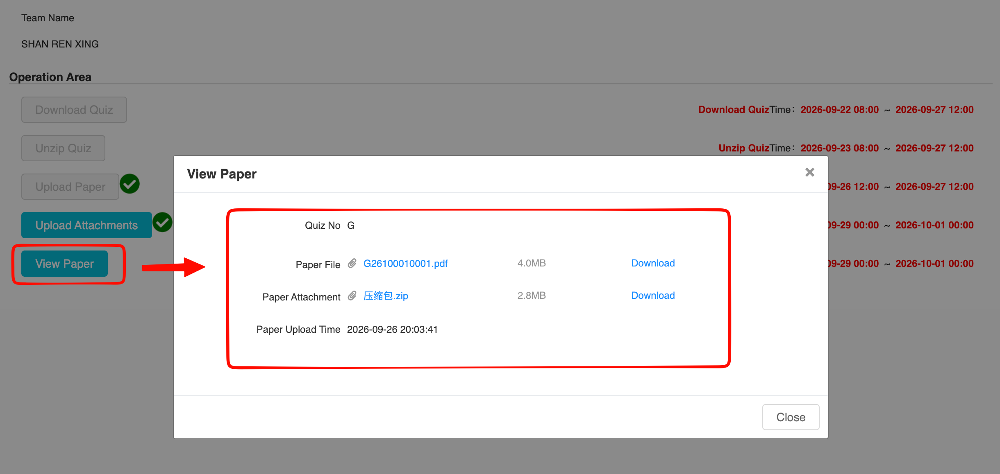 Team Name
SHAN REN XING
Operation Area
Download Quiz
Download QuizTime： 2026-09-22 08:00 ~ 2026-09-27 12:00
Unzip Quiz
Unzip QuizTime： 2026-09-23 08:00 ~ 2026-09-27 12:00
Upload Paper
09-26 12:00 ~ 2026-09-27 12:00
Upload Attachments
09-29 00:00 ~ 2026-10-01 00:00
View Paper
09-29 00:00 ~ 2026-10-01 00:00
View Paper
Quiz No G
Paper File G26100010001.pdf 4.0MB Download
Paper Attachment 压缩包.zip 2.8MB Download
Paper Upload Time 2026-09-26 20:03:41
Close